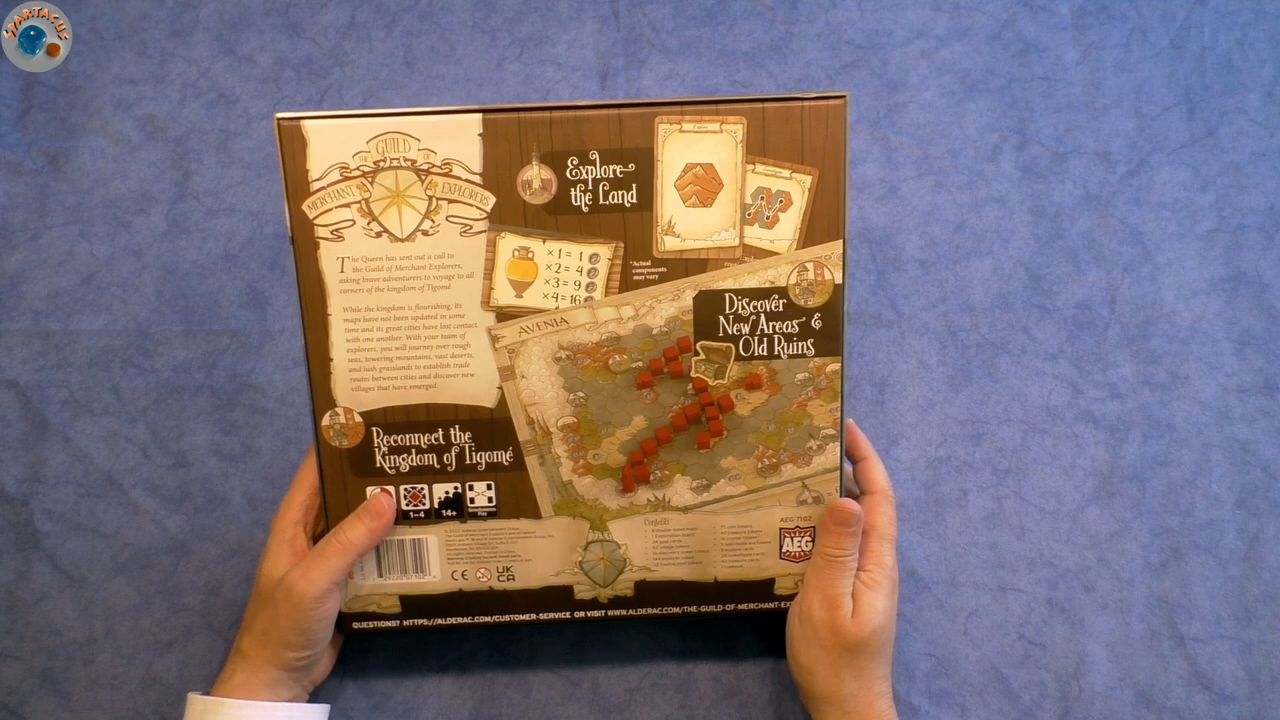 SPARTACUS
THE GUILD OF
MERCHANT EXPLORERS
The Queen has sent out a call to
the Guild of Merchant Explorers,
asking brave adventurers to voyage to all
corners of the kingdom of Tigomé.
While the kingdom is flourishing, its
maps have not been updated in some
time and its great cities have lost contact
with one another. With your team of
explorers, you will journey over rough
seas, towering mountains, vast deserts,
and lush grasslands to establish trade
routes between cities and discover new
villages that have emerged.
Explore
the Land
×1= 1
×2= 4
×3= 9
×4=16
*Actual
components
may vary
AVENIA
Discover
New Areas &
Old Ruins
Reconnect the
Kingdom of Tigomé
1–4
14+
Simultaneous
Play
CE
UK
CA
Contents
AEG 7102
AEG
QUESTIONS? HTTPS://ALDERAC.COM/CUSTOMER-SERVICE OR VISIT WWW.ALDERAC.COM/THE-GUILD-OF-MERCHANT-EX